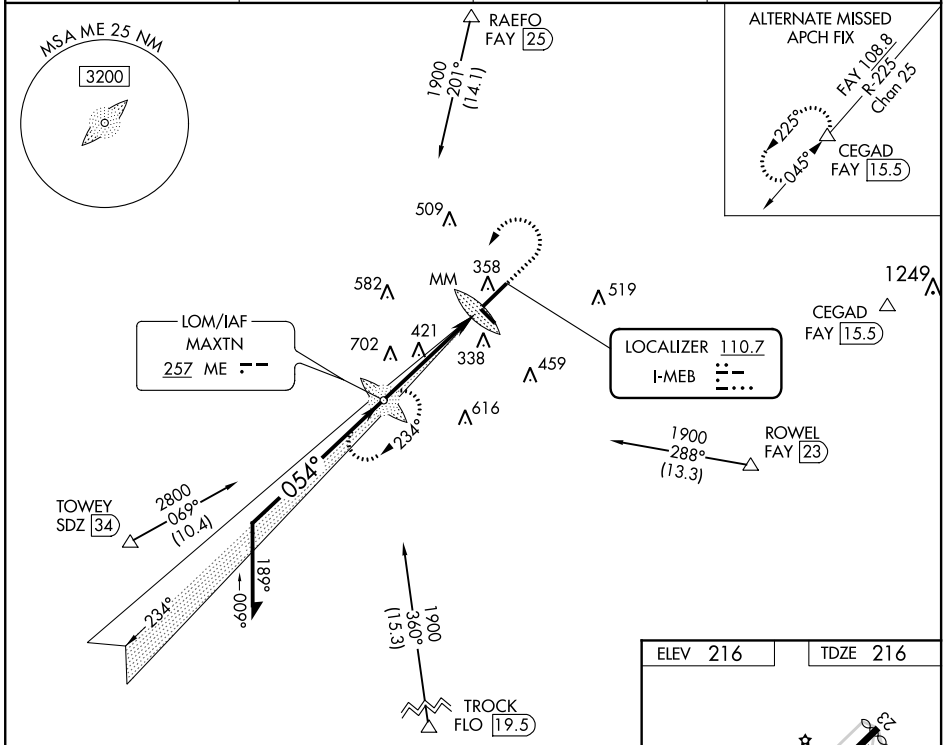 MSA ME 25 NM
3200
RAEFO
FAY 25
1900
201°
(14.1)
ALTERNATE MISSED
APCH FIX
FAY 108.8
R-225
Chan 25
225°
045°
CEGAD
FAY 15.5
509
582
MM
358
519
1249
CEGAD
FAY 15.5
LOM/IAF
MAXTN
257 ME
702
421
338
459
LOCALIZER 110.7
I-MEB
616
234°
054°
1900
288°
(13.3)
ROWEL
FAY 23
TOWEY
SDZ 34
2800
069°
(10.4)
189°
009°
234°
1900
360°
(15.3)
TROCK
FLO 19.5
ELEV 216
TDZE 216
23